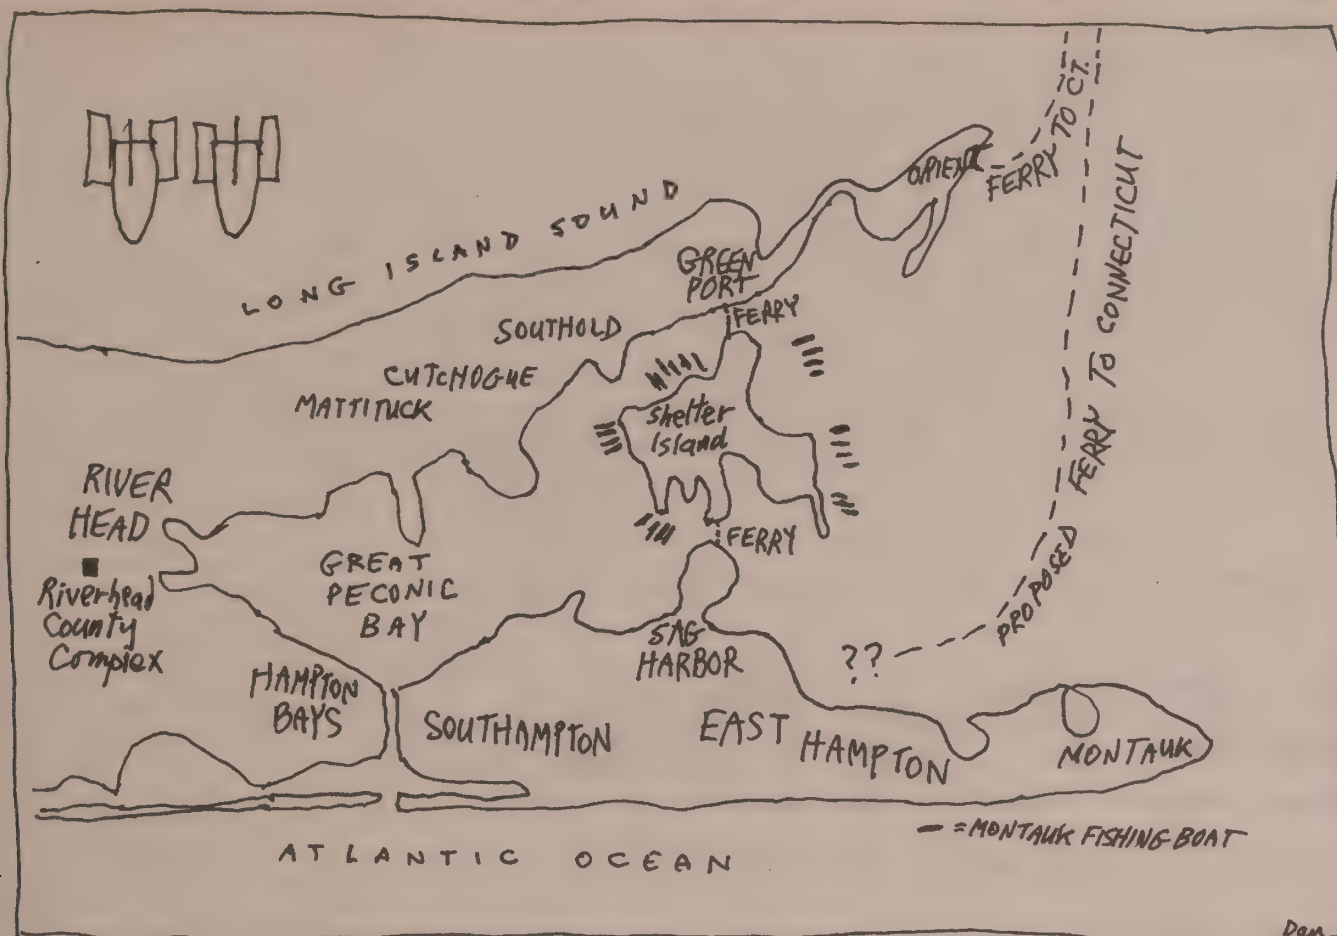 LONG ISLAND SOUND
ORIENT
FERRY TO CT.
PROPOSED FERRY TO CONNECTICUT
GREEN
PORT
FERRY
SOUTHOLD
CUTCHOGUE
MATTITUCK
Shelter
Island
RIVER
HEAD
Riverhead
County
Complex
GREAT
PECONIC
BAY
FERRY
SAG
HARBOR
??
HAMPTON
BAYS
SOUTHAMPTON
EAST HAMPTON
MONTAUK
= MONTAUK FISHING BOAT
ATLANTIC OCEAN
Dan